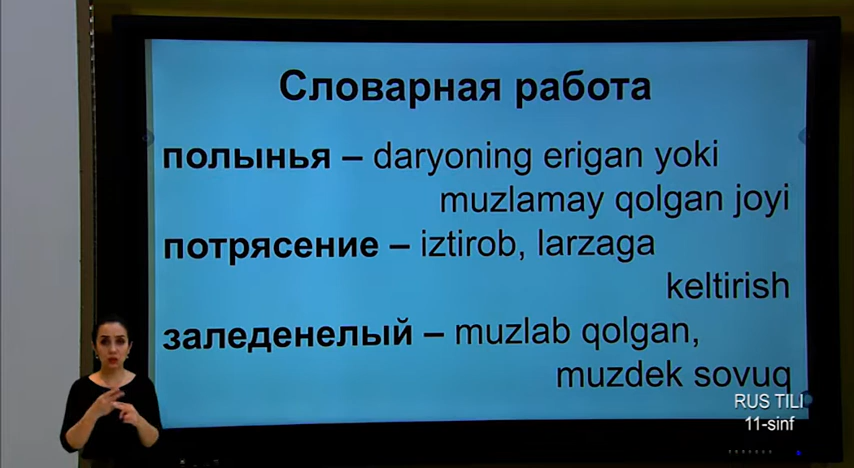 Словарная работа
полынья – daryoning erigan yoki
muzlamay qolgan joyi
потрясение – iztirob, larzaga
keltirish
заледенелый – muzlab qolgan,
muzdek sovuq
RUS TILI
11-sinf